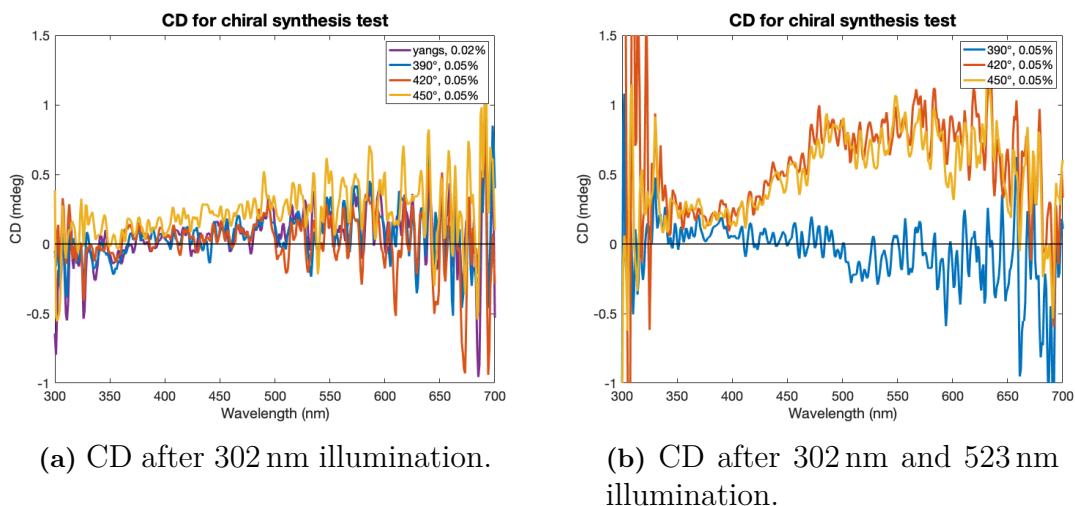 CD for chiral synthesis test
1.5
1
0.5
0
-0.5
-1
CD (mdeg)
yangs, 0.02%
390°, 0.05%
420°, 0.05%
450°, 0.05%
300 350 400 450 500 550 600 650 700
Wavelength (nm)
(a) CD after 302 nm illumination.
CD for chiral synthesis test
1.5
1
0.5
0
-0.5
-1
CD (mdeg)
390°, 0.05%
420°, 0.05%
450°, 0.05%
300 350 400 450 500 550 600 650 700
Wavelength (nm)
(b) CD after 302 nm and 523 nm
illumination.